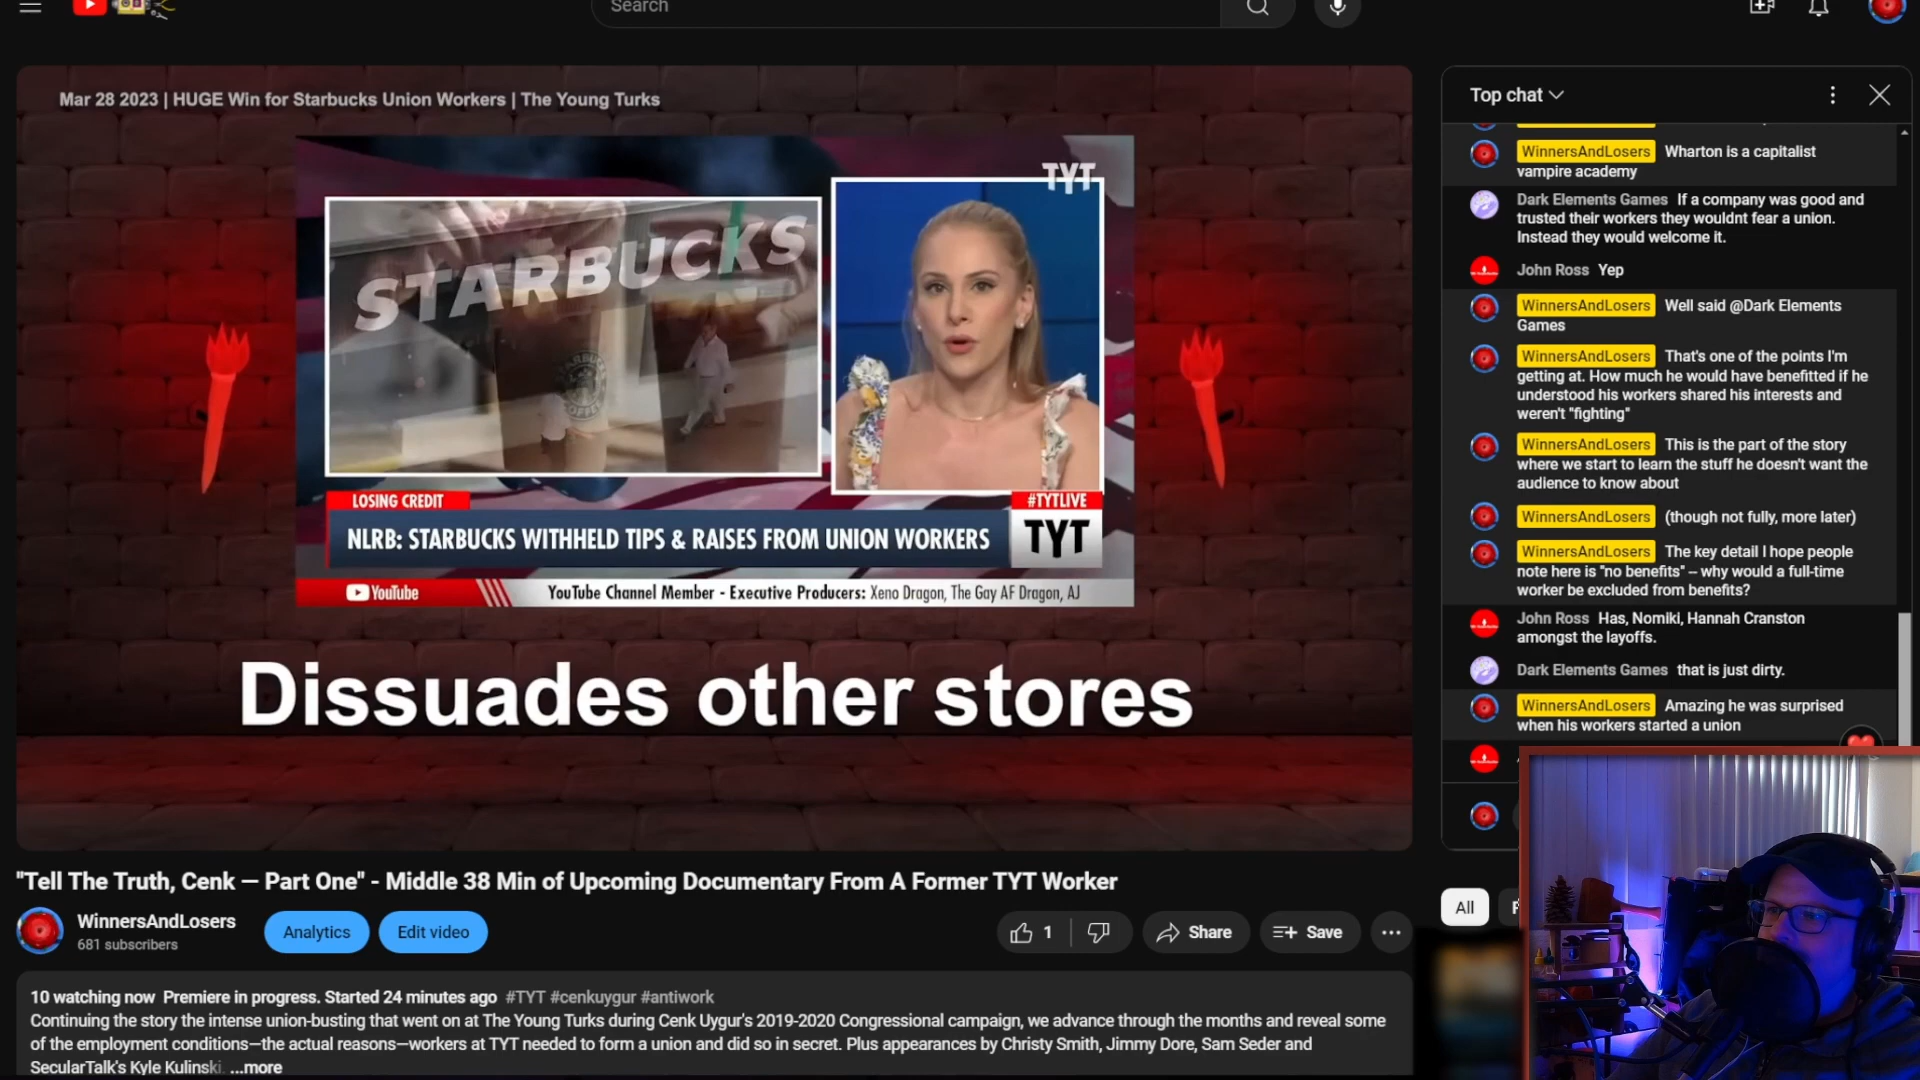 Search
Mar 28 2023 | HUGE Win for Starbucks Union Workers | The Young Turks
TYT
STARBUCKS
LOSING CREDIT
#TYTLIVE
NLRB: STARBUCKS WITHHELD TIPS & RAISES FROM UNION WORKERS
TYT
YouTube
YouTube Channel Member - Executive Producers: Xeno Dragon, The Gay AF Dragon, AJ
Dissuades other stores
Top chat
WinnersAndLosers Wharton is a capitalist
vampire academy
Dark Elements Games If a company was good and
trusted their workers they wouldnt fear a union.
Instead they would welcome it.
John Ross Yep
WinnersAndLosers Well said @Dark Elements
Games
WinnersAndLosers That's one of the points I'm
getting at. How much he would have benefitted if he
understood his workers shared his interests and
weren't "fighting"
WinnersAndLosers This is the part of the story
where we start to learn the stuff he doesn't want the
audience to know about
WinnersAndLosers (though not fully, more later)
WinnersAndLosers The key detail I hope people
note here is "no benefits" -- why would a full-time
worker be excluded from benefits?
John Ross Has, Nomiki, Hannah Cranston
amongst the layoffs.
Dark Elements Games that is just dirty.
WinnersAndLosers Amazing he was surprised
when his workers started a union
"Tell The Truth, Cenk — Part One" - Middle 38 Min of Upcoming Documentary From A Former TYT Worker
WinnersAndLosers
681 subscribers
Analytics
Edit video
1
Share
Save
All
10 watching now Premiere in progress. Started 24 minutes ago #TYT #cenkuygur #antiwork
Continuing the story the intense union-busting that went on at The Young Turks during Cenk Uygur's 2019-2020 Congressional campaign, we advance through the months and reveal some
of the employment conditions—the actual reasons—workers at TYT needed to form a union and did so in secret. Plus appearances by Christy Smith, Jimmy Dore, Sam Seder and
SecularTalk's Kyle Kulinski. ...more